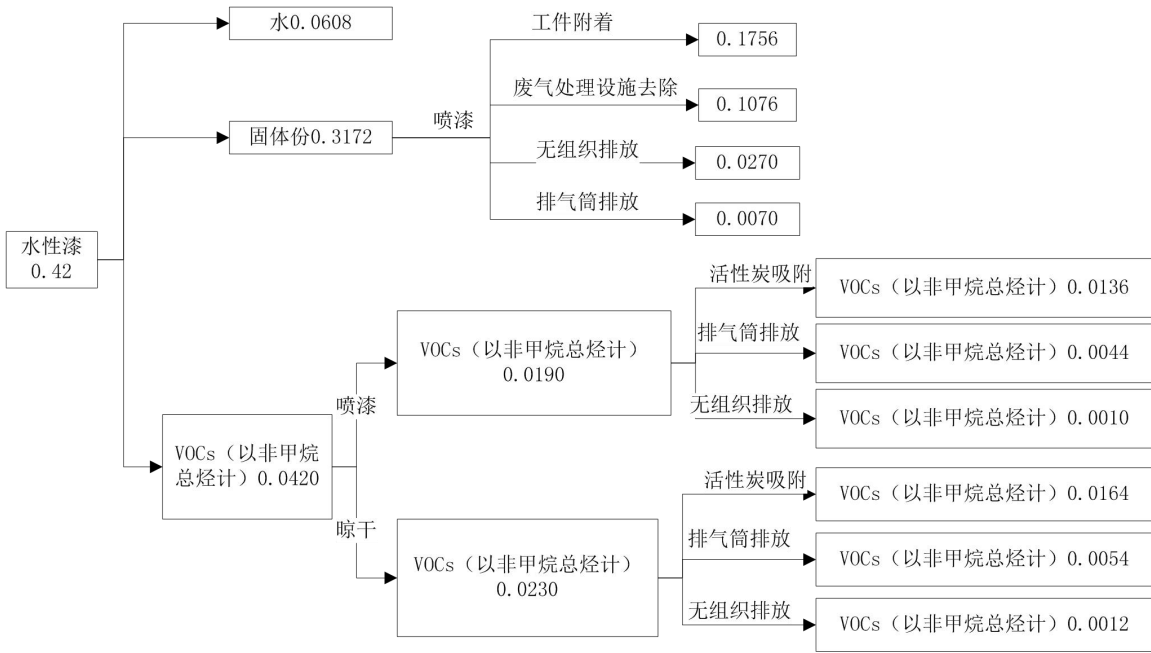 水0.0608
工件附着
0.1756
废气处理设施去除
0.1076
喷漆
固体份0.3172
无组织排放
0.0270
排气筒排放
0.0070
水性漆
0.42
活性炭吸附
VOCs（以非甲烷总烃计）0.0136
VOCs（以非甲烷总烃计）
0.0190
排气筒排放
VOCs（以非甲烷总烃计）0.0044
喷漆
无组织排放
VOCs（以非甲烷总烃计）0.0010
VOCs（以非甲烷
总烃计）0.0420
活性炭吸附
VOCs（以非甲烷总烃计）0.0164
晾干
排气筒排放
VOCs（以非甲烷总烃计）0.0054
VOCs（以非甲烷总烃计）
0.0230
无组织排放
VOCs（以非甲烷总烃计）0.0012